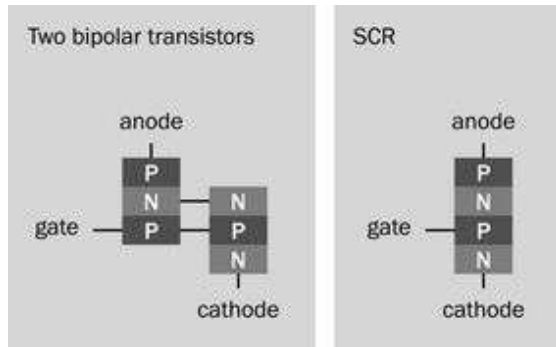 Two bipolar transistors
anode
P
N N
gate P P
N
cathode
SCR
anode
P
N
gate P
N
cathode